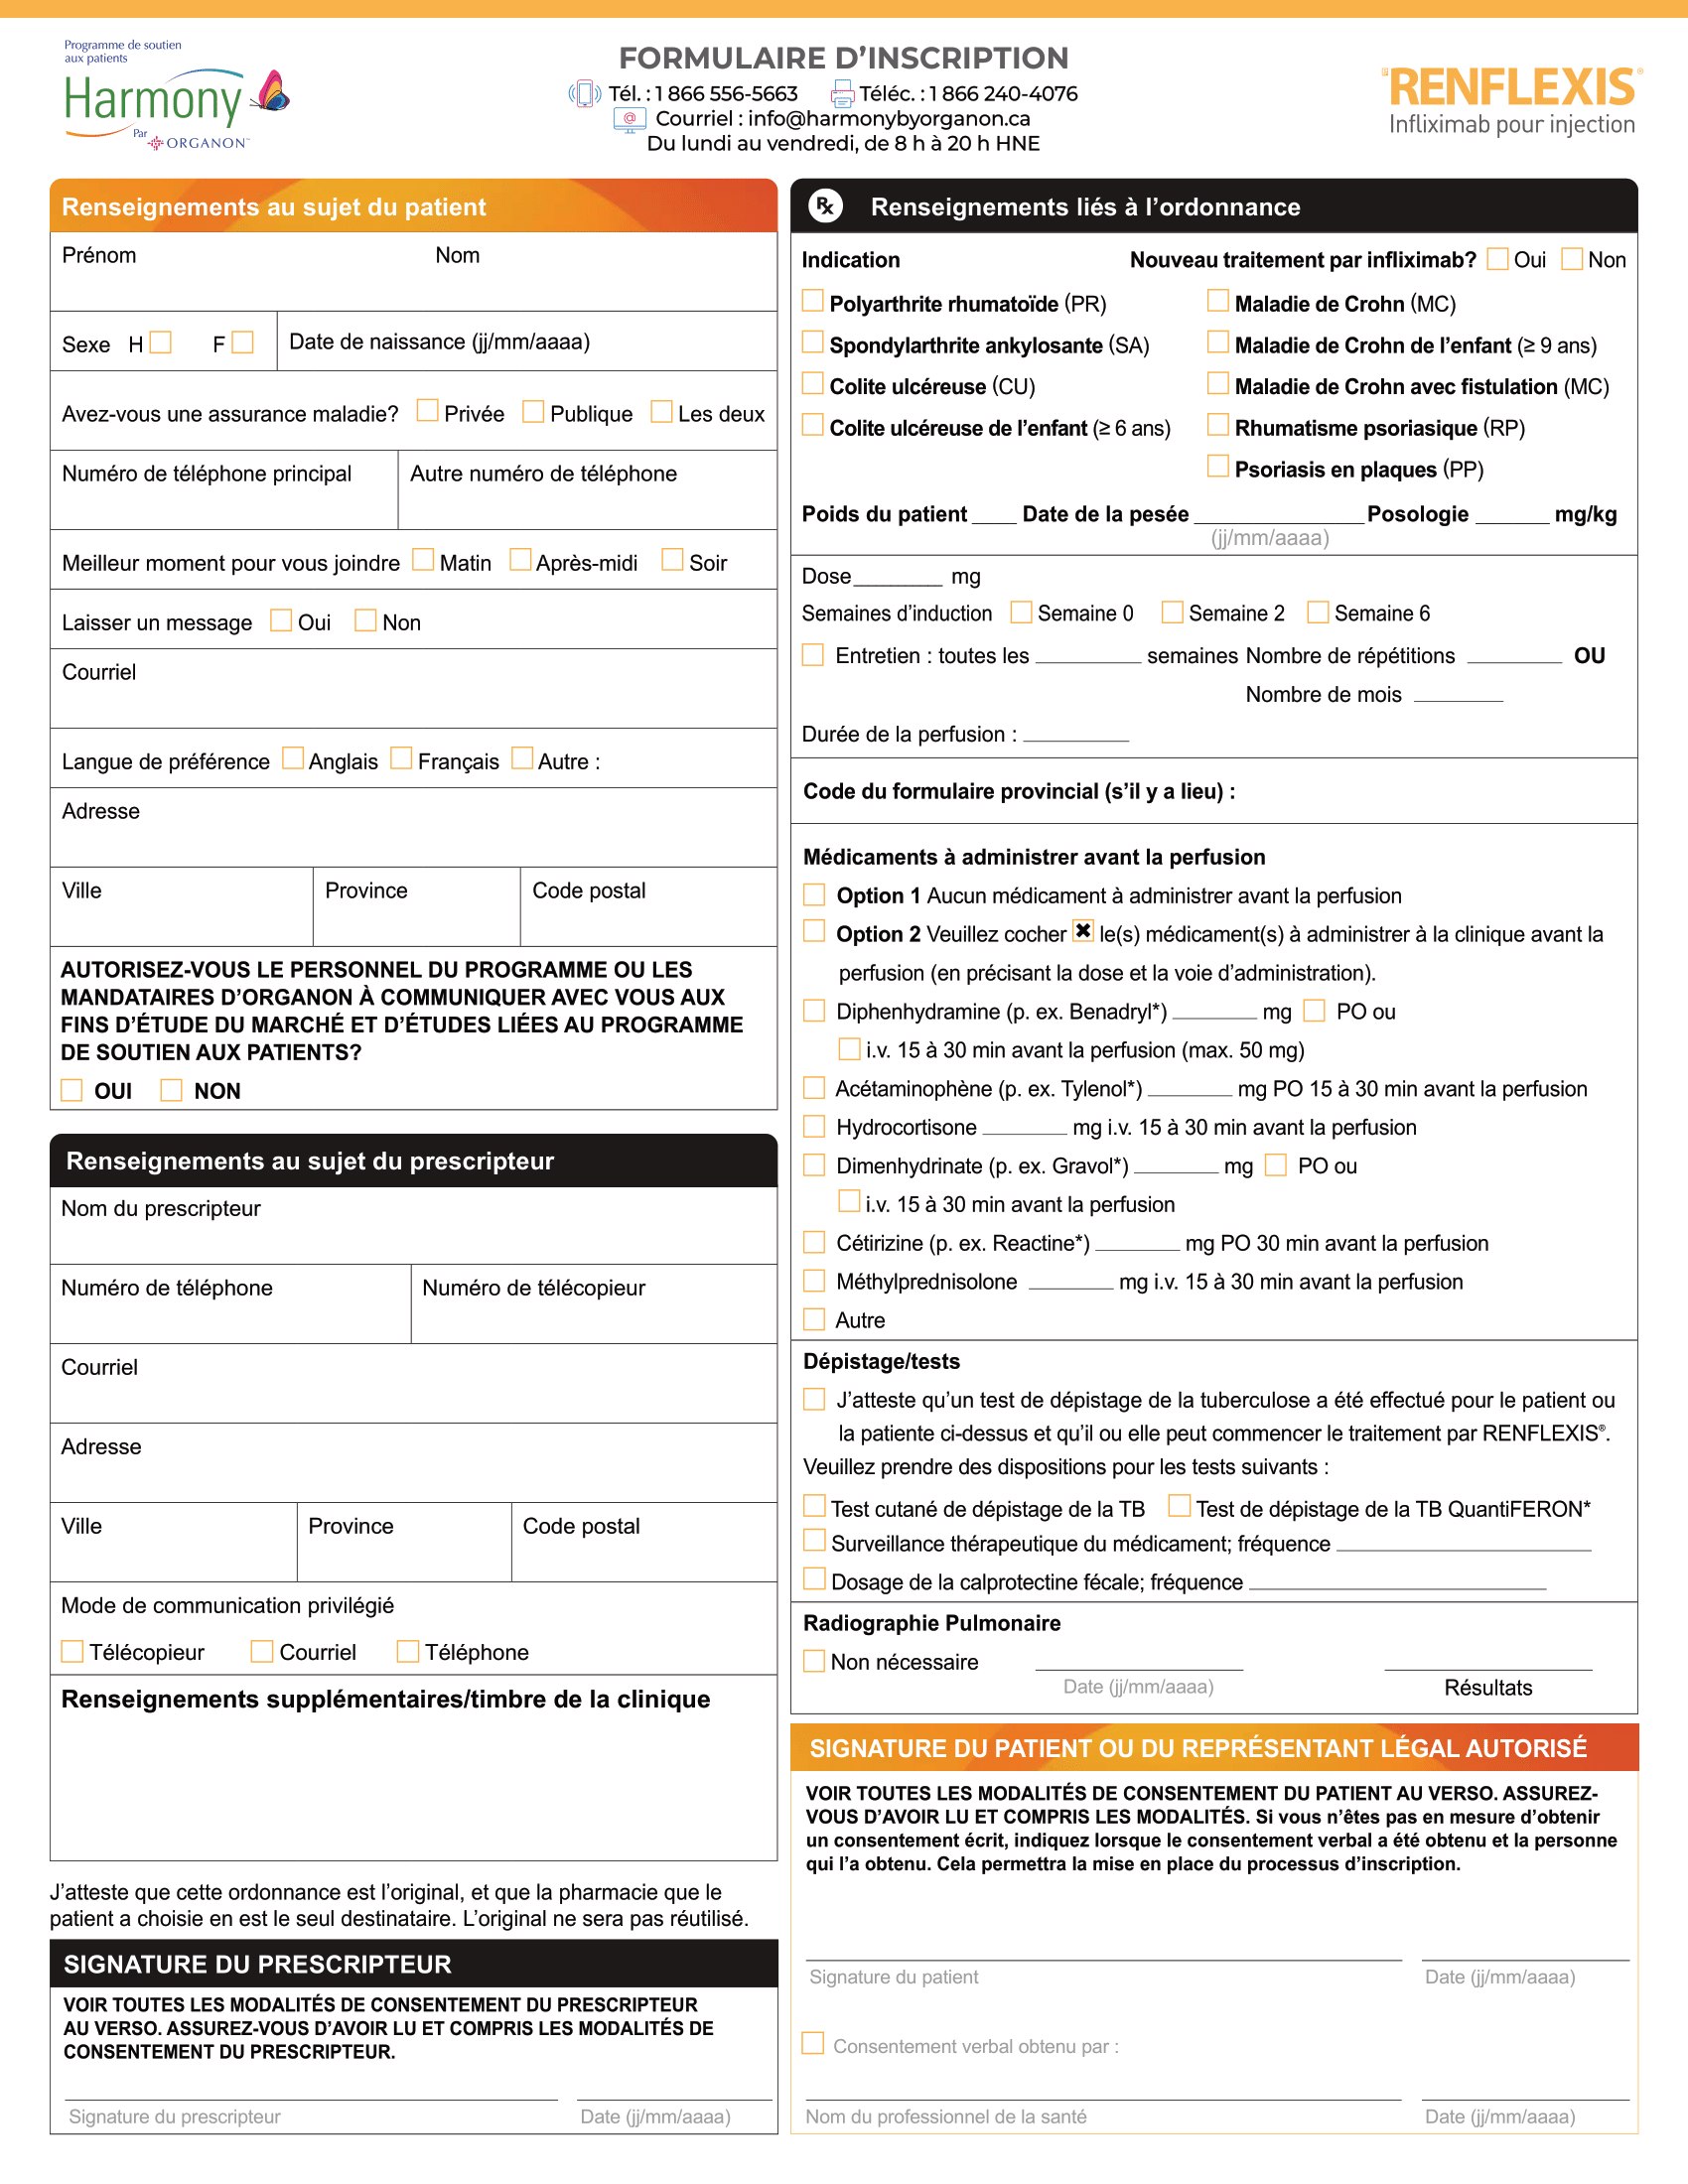 Programme de soutien
aux patients
Harmony
Par ORGANON™
FORMULAIRE D’INSCRIPTION
Tél. : 1 866 556-5663 Téléc. : 1 866 240-4076
@ Courriel : info@harmonybyorganon.ca
Du lundi au vendredi, de 8 h à 20 h HNE
RENFLEXIS®
Infliximab pour injection
Renseignements au sujet du patient
Prénom Nom
Sexe H F Date de naissance (jj/mm/aaaa)
Avez-vous une assurance maladie? Privée Publique Les deux
Numéro de téléphone principal Autre numéro de téléphone
Meilleur moment pour vous joindre Matin Après-midi Soir
Laisser un message Oui Non
Courriel
Langue de préférence Anglais Français Autre :
Adresse
Ville Province Code postal
AUTORISEZ-VOUS LE PERSONNEL DU PROGRAMME OU LES
MANDATAIRES D’ORGANON À COMMUNIQUER AVEC VOUS AUX
FINS D’ÉTUDE DU MARCHÉ ET D’ÉTUDES LIÉES AU PROGRAMME
DE SOUTIEN AUX PATIENTS?
OUI NON
Renseignements au sujet du prescripteur
Nom du prescripteur
Numéro de téléphone Numéro de télécopieur
Courriel
Adresse
Ville Province Code postal
Mode de communication privilégié
Télécopieur Courriel Téléphone
Renseignements supplémentaires/timbre de la clinique
J’atteste que cette ordonnance est l’original, et que la pharmacie que le
patient a choisie en est le seul destinataire. L’original ne sera pas réutilisé.
SIGNATURE DU PRESCRIPTEUR
VOIR TOUTES LES MODALITÉS DE CONSENTEMENT DU PRESCRIPTEUR
AU VERSO. ASSUREZ-VOUS D’AVOIR LU ET COMPRIS LES MODALITÉS DE
CONSENTEMENT DU PRESCRIPTEUR.
Signature du prescripteur Date (jj/mm/aaaa)
Rx Renseignements liés à l’ordonnance
Indication Nouveau traitement par infliximab? Oui Non
Polyarthrite rhumatoïde (PR) Maladie de Crohn (MC)
Spondylarthrite ankylosante (SA) Maladie de Crohn de l’enfant (≥ 9 ans)
Colite ulcéreuse (CU) Maladie de Crohn avec fistulation (MC)
Colite ulcéreuse de l’enfant (≥ 6 ans) Rhumatisme psoriasique (RP)
Psoriasis en plaques (PP)
Poids du patient ____ Date de la pesée ____ Posologie ____ mg/kg
(jj/mm/aaaa)
Dose ____ mg
Semaines d’induction Semaine 0 Semaine 2 Semaine 6
Entretien : toutes les ____ semaines Nombre de répétitions ____ OU
Nombre de mois ____
Durée de la perfusion : ____
Code du formulaire provincial (s’il y a lieu) :
Médicaments à administrer avant la perfusion
Option 1 Aucun médicament à administrer avant la perfusion
Option 2 Veuillez cocher ✖ le(s) médicament(s) à administrer à la clinique avant la
perfusion (en précisant la dose et la voie d’administration).
Diphenhydramine (p. ex. Benadryl*) ____ mg PO ou
i.v. 15 à 30 min avant la perfusion (max. 50 mg)
Acétaminophène (p. ex. Tylenol*) ____ mg PO 15 à 30 min avant la perfusion
Hydrocortisone ____ mg i.v. 15 à 30 min avant la perfusion
Dimenhydrinate (p. ex. Gravol*) ____ mg PO ou
i.v. 15 à 30 min avant la perfusion
Cétirizine (p. ex. Reactine*) ____ mg PO 30 min avant la perfusion
Méthylprednisolone ____ mg i.v. 15 à 30 min avant la perfusion
Autre
Dépistage/tests
J’atteste qu’un test de dépistage de la tuberculose a été effectué pour le patient ou
la patiente ci-dessus et qu’il ou elle peut commencer le traitement par RENFLEXIS®.
Veuillez prendre des dispositions pour les tests suivants :
Test cutané de dépistage de la TB Test de dépistage de la TB QuantiFERON*
Surveillance thérapeutique du médicament; fréquence ____
Dosage de la calprotectine fécale; fréquence ____
Radiographie Pulmonaire
Non nécessaire
Date (jj/mm/aaaa) Résultats
SIGNATURE DU PATIENT OU DU REPRÉSENTANT LÉGAL AUTORISÉ
VOIR TOUTES LES MODALITÉS DE CONSENTEMENT DU PATIENT AU VERSO. ASSUREZ-
VOUS D’AVOIR LU ET COMPRIS LES MODALITÉS. Si vous n’êtes pas en mesure d’obtenir
un consentement écrit, indiquez lorsque le consentement verbal a été obtenu et la personne
qui l’a obtenu. Cela permettra la mise en place du processus d’inscription.
Signature du patient Date (jj/mm/aaaa)
Consentement verbal obtenu par :
Nom du professionnel de la santé Date (jj/mm/aaaa)